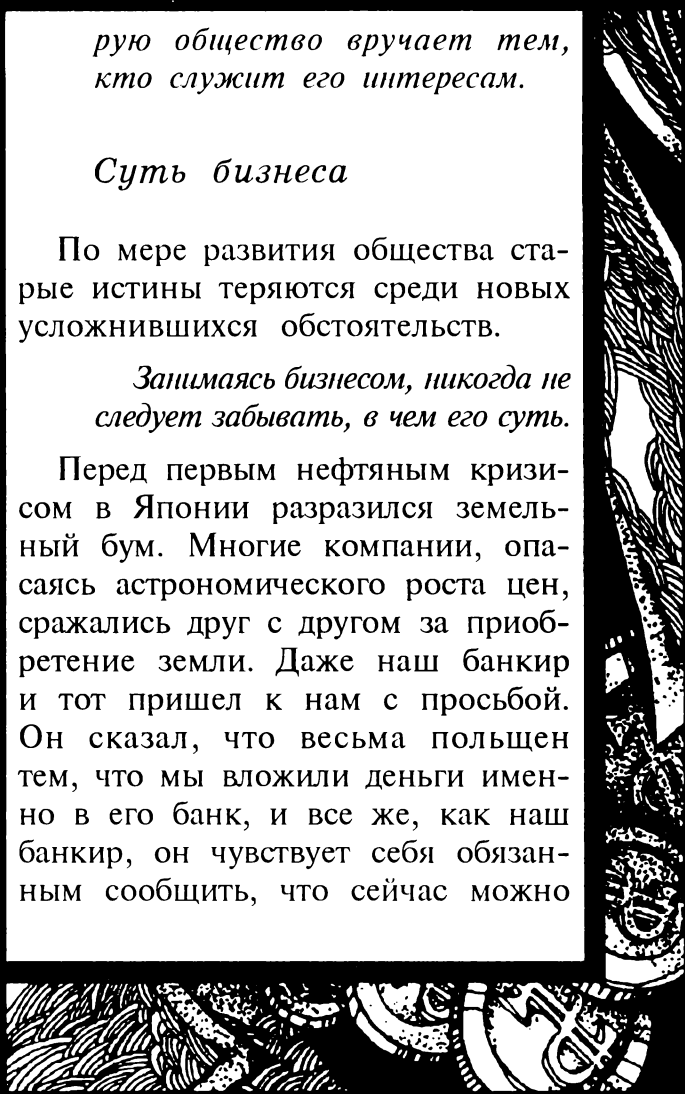 рую общество вручает тем,
кто служит его интересам.
Суть бизнеса
По мере развития общества ста-
рые истины теряются среди новых
усложнившихся обстоятельств.
Занимаясь бизнесом, никогда не
следует забывать, в чем его суть.
Перед первым нефтяным кризи-
сом в Японии разразился земель-
ный бум. Многие компании, опа-
саясь астрономического роста цен,
сражались друг с другом за приоб-
ретение земли. Даже наш банкир
и тот пришел к нам с просьбой.
Он сказал, что весьма польщен
тем, что мы вложили деньги имен-
но в его банк, и все же, как наш
банкир, он чувствует себя обязан-
ным сообщить, что сейчас можно